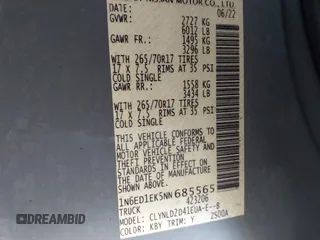 NISSAN MOTOR CO., LTD
DATE: 06/22
GVWR: 2727 KG
6012 LB
GAWR FR.: 1495 KG
3296 LB
WITH 265/70R17 TIRES
17 X 7.5 RIMS AT 35 PSI
COLD SINGLE
GAWR RR.: 1558 KG
3434 LB
WITH 265/70R17 TIRES
17 X 7.5 RIMS AT 35 PSI
COLD SINGLE
THIS VEHICLE CONFORMS TO
ALL APPLICABLE FEDERAL
MOTOR VEHICLE SAFETY
STANDARDS IN EFFECT ON
THE DATE OF MANUFACTURE
SHOWN ABOVE.
1N6ED1EK5NN685565
TRUCK 423206
MODEL: CLYNLDZD41EUA-E--B
COLOR: KBY TRIM: Y 2500A